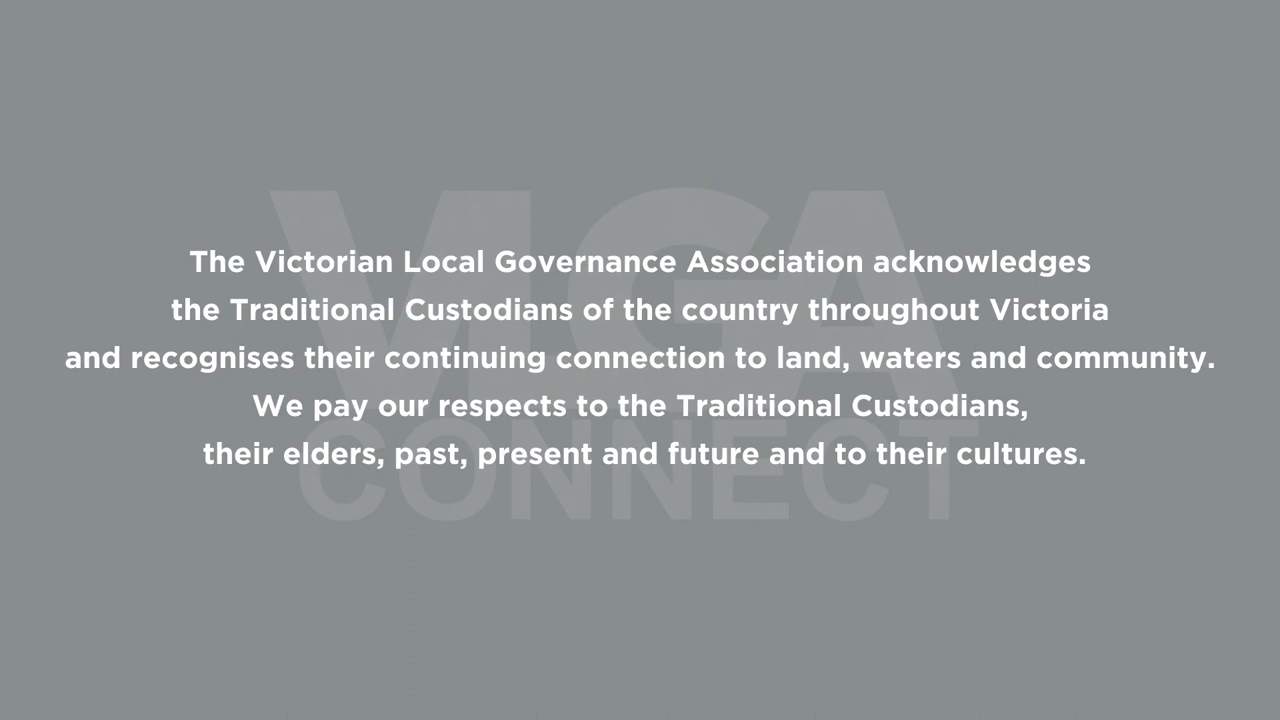 The Victorian Local Governance Association acknowledges
the Traditional Custodians of the country throughout Victoria
and recognises their continuing connection to land, waters and community.
We pay our respects to the Traditional Custodians,
their elders, past, present and future and to their cultures.
VLGA
CONNECT